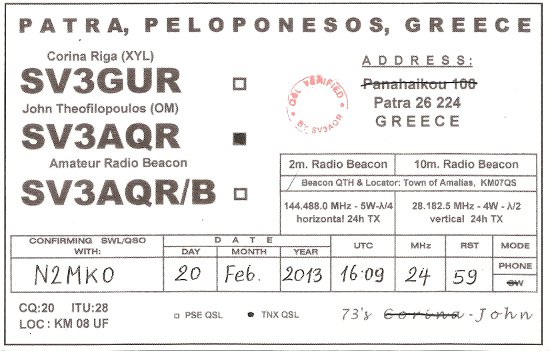 PATRA, PELOPONESOS, GREECE
Corina Riga (XYL)
SV3GUR
John Theofilopoulos (OM)
SV3AQR
Amateur Radio Beacon
SV3AQR/B
QSL VERIFIED
BY SV3AQR
ADDRESS:
Panahaikou 100
Patra 26 224
GREECE
2m. Radio Beacon 10m. Radio Beacon
Beacon QTH & Locator: Town of Amalias, KM07QS
144.488.0 MHz - 5W-λ/4 28.182.5 MHz - 4W - λ/2
horizontal 24h TX vertical 24h TX
CONFIRMING SWL/QSO WITH: DATE DAY MONTH YEAR UTC MHz RST MODE
N2MKO 20 Feb. 2013 16:09 24 59 PHONE
CW
CQ:20 ITU:28
LOC : KM 08 UF
PSE QSL TNX QSL
73's Corina - John